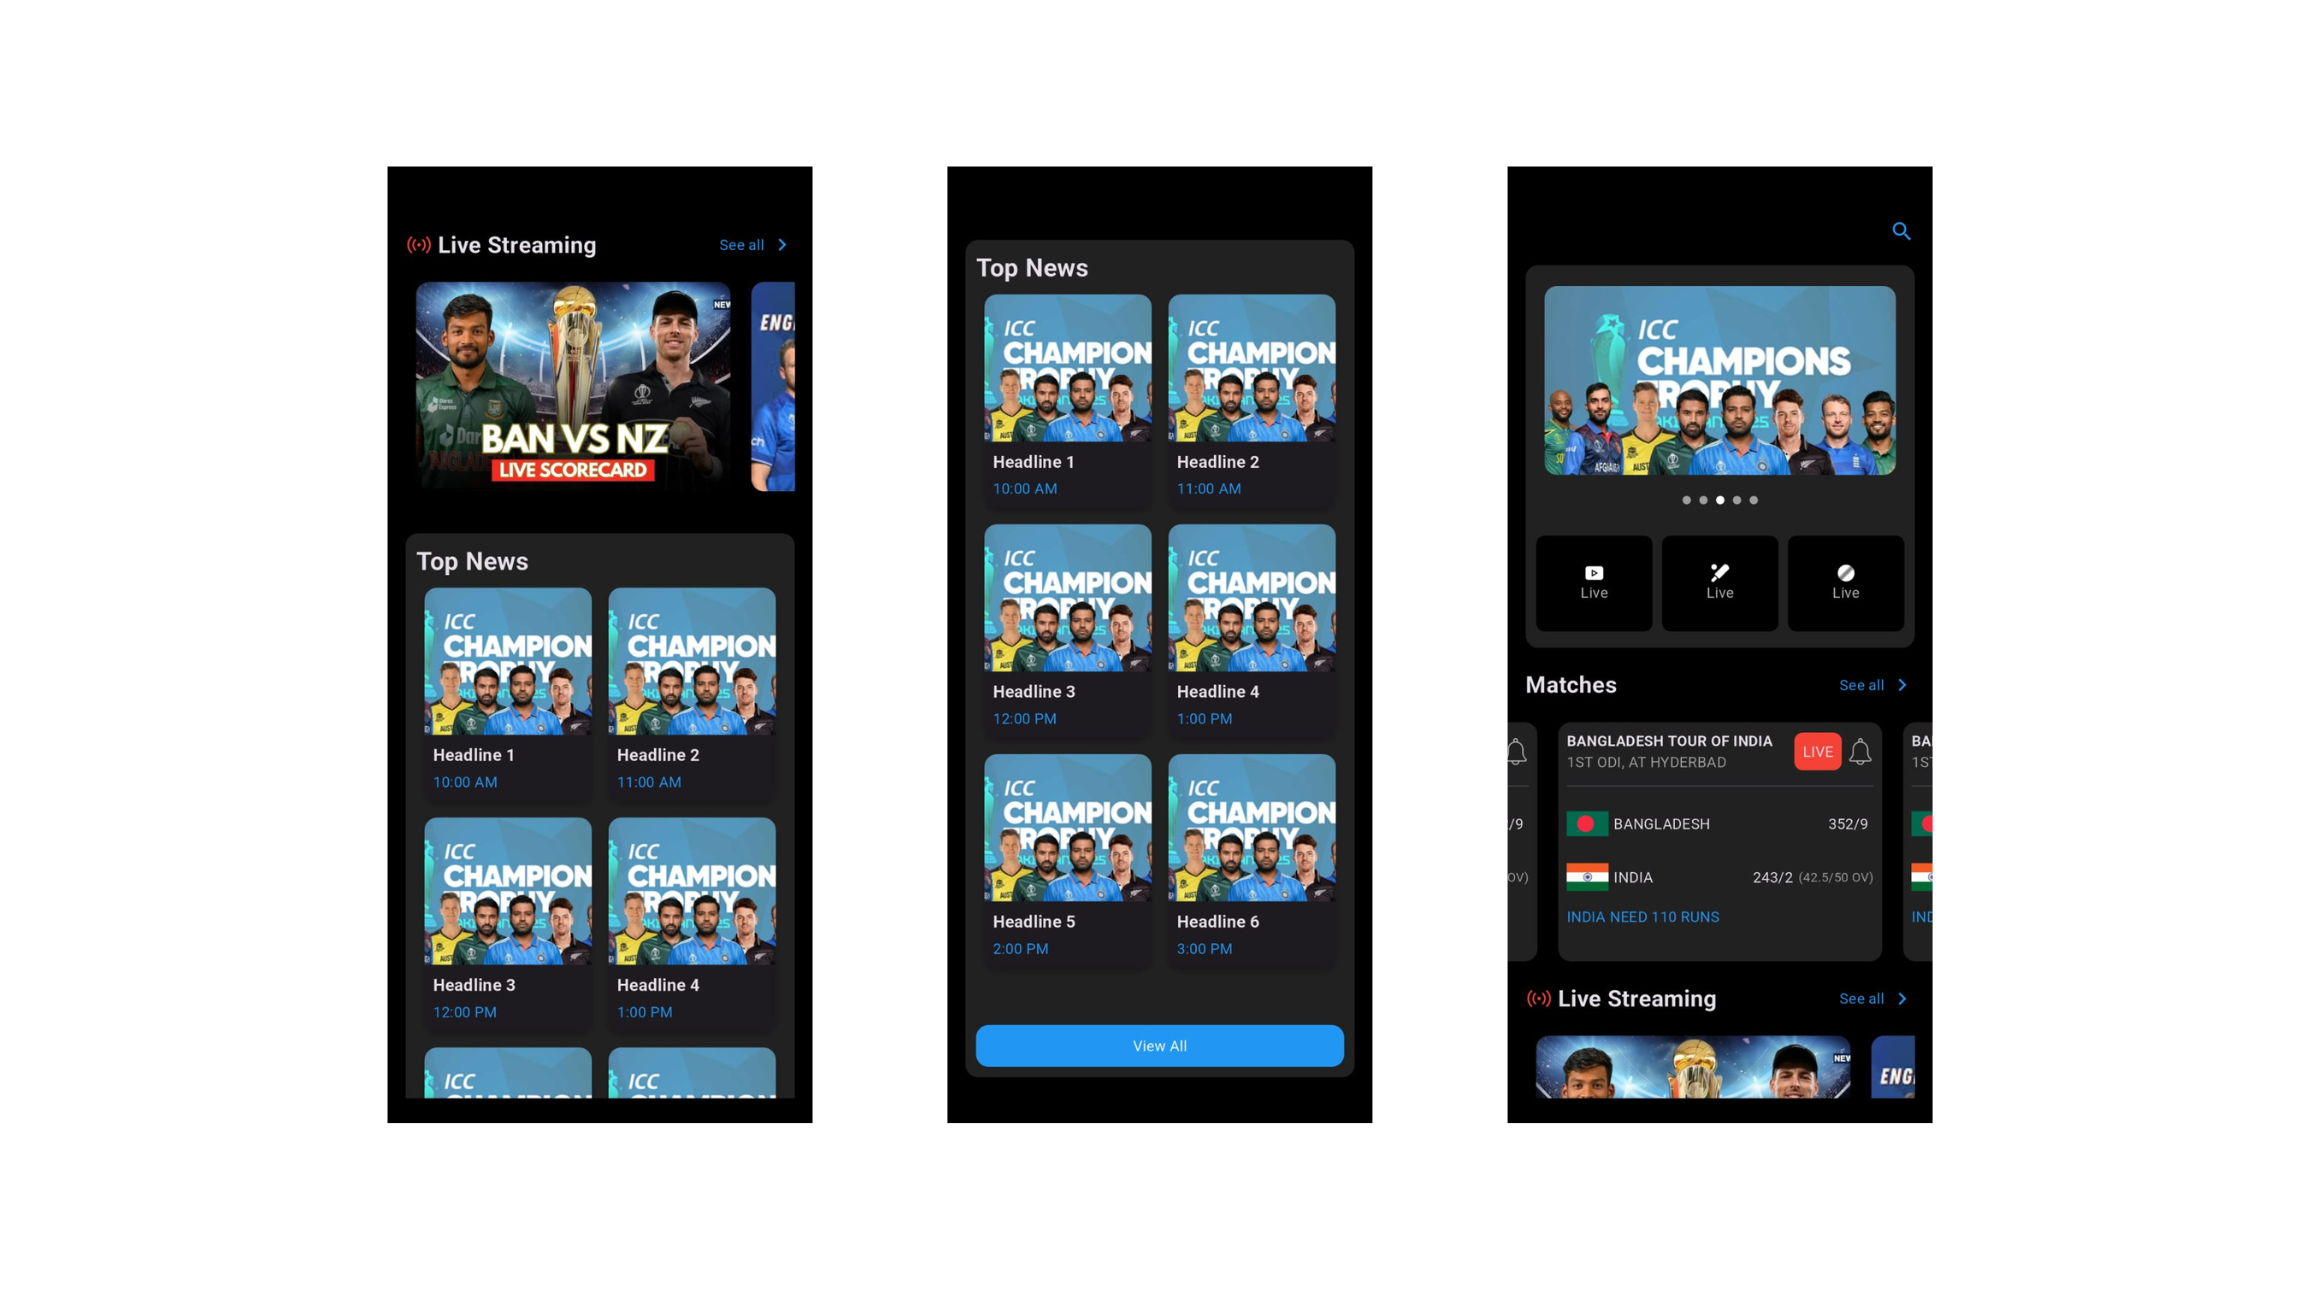 Live Streaming
See all
NEW
BAN VS NZ
LIVE SCORECARD
ENG
Top News
ICC
CHAMPION
TROPHY
Headline 1
10:00 AM
ICC
CHAMPION
TROPHY
Headline 2
11:00 AM
ICC
CHAMPION
TROPHY
Headline 3
12:00 PM
ICC
CHAMPION
TROPHY
Headline 4
1:00 PM
ICC
ICC
Top News
ICC
CHAMPION
TROPHY
Headline 1
10:00 AM
ICC
CHAMPION
TROPHY
Headline 2
11:00 AM
ICC
CHAMPION
TROPHY
Headline 3
12:00 PM
ICC
CHAMPION
TROPHY
Headline 4
1:00 PM
ICC
CHAMPION
TROPHY
Headline 5
2:00 PM
ICC
CHAMPION
TROPHY
Headline 6
3:00 PM
View All
ICC
CHAMPIONS
TROPHY
AFGHANIS
AUST
Live
Live
Live
Matches
See all
/9
OV)
BANGLADESH TOUR OF INDIA
1ST ODI, AT HYDERBAD
LIVE
BANGLADESH
352/9
INDIA
243/2 (42.5/50 OV)
INDIA NEED 110 RUNS
BA
1ST
IND
Live Streaming
See all
NEW
ENG